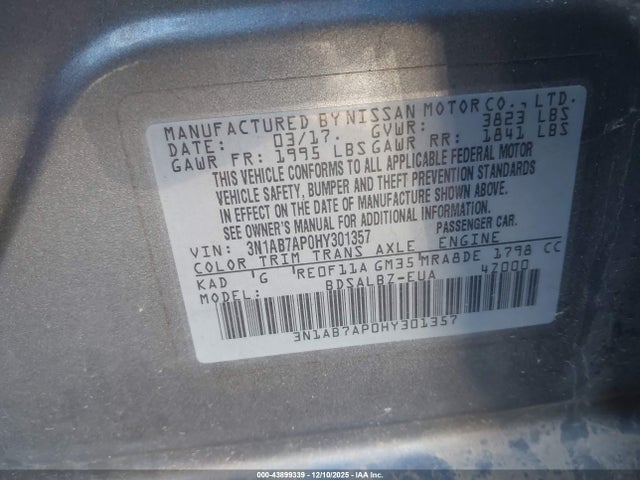 MANUFACTURED BY NISSAN MOTOR CO., LTD.
DATE: 03/17. GVWR: 3823 LBS
GAWR FR: 1995 LBS GAWR RR: 1841 LBS
THIS VEHICLE CONFORMS TO ALL APPLICABLE FEDERAL MOTOR
VEHICLE SAFETY, BUMPER AND THEFT PREVENTION STANDARDS
IN EFFECT ON THE DATE OF MANUFACTURE SHOWN ABOVE.
SEE OWNER'S MANUAL FOR ADDITIONAL INFORMATION.
VIN: 3N1AB7AP0HY301357 PASSENGER CAR.
COLOR TRIM TRANS AXLE ENGINE
KAD G RE0F11A GM35 MRA8DE 1798 CC
MODEL: BDSALBZ-EUA 47000
3N1AB7AP0HY301357
000-43899339 - 12/10/2025 - IAAI.com